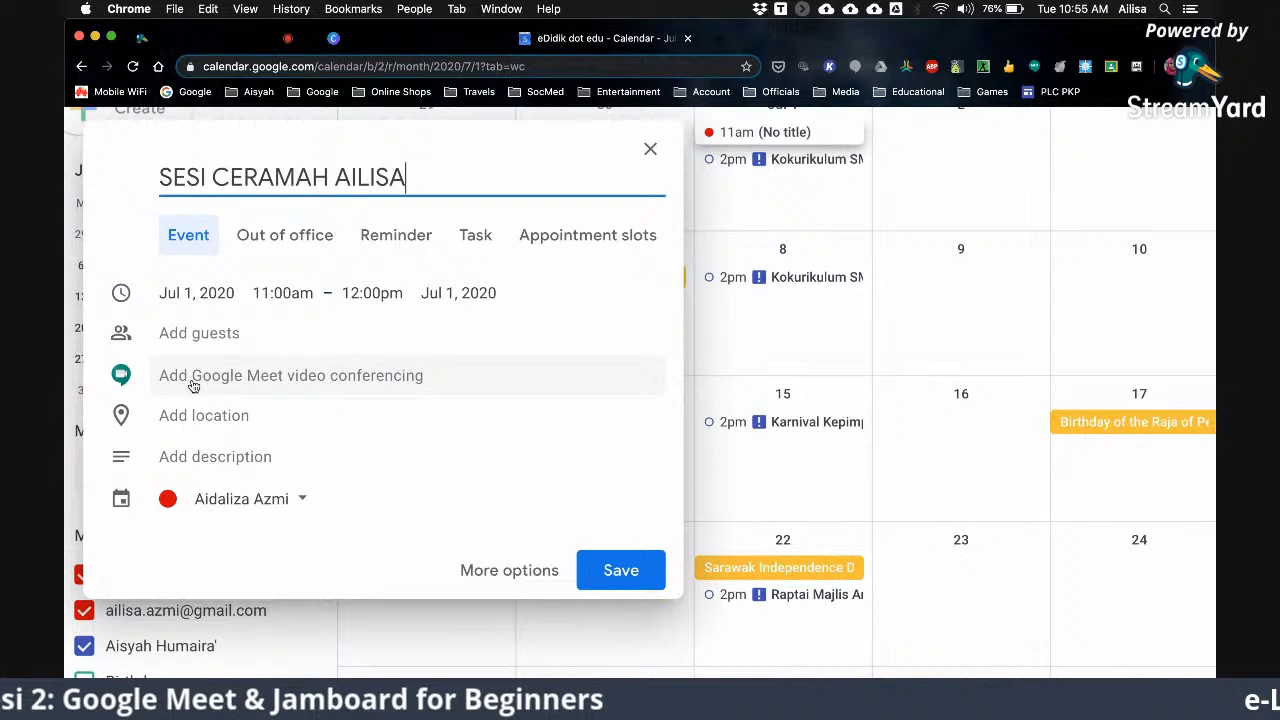 Chrome File Edit View History Bookmarks People Tab Window Help 76% Tue 10:55 AM Ailisa
Powered by
StreamYard
eDidik dot edu - Calendar - Jul
calendar.google.com/calendar/b/2/r/month/2020/7/1?tab=wc
Mobile WiFi Google Aisyah Google Online Shops Travels SocMed Entertainment Account Officials Media Educational Games PLC PKP
Create
11am (No title)
2pm Kokurikulum SM
SESI CERAMAH AILISA
Event Out of office Reminder Task Appointment slots
8 9 10
2pm Kokurikulum SM
Jul 1, 2020 11:00am – 12:00pm Jul 1, 2020
Add guests
Add Google Meet video conferencing
15 16 17
2pm Karnival Kepimp
Birthday of the Raja of Pe
Add location
Add description
Aidaliza Azmi
22 23 24
Sarawak Independence D
2pm Raptai Majlis An
More options Save
ailisa.azmi@gmail.com
Aisyah Humaira'
si 2: Google Meet & Jamboard for Beginners
e-L